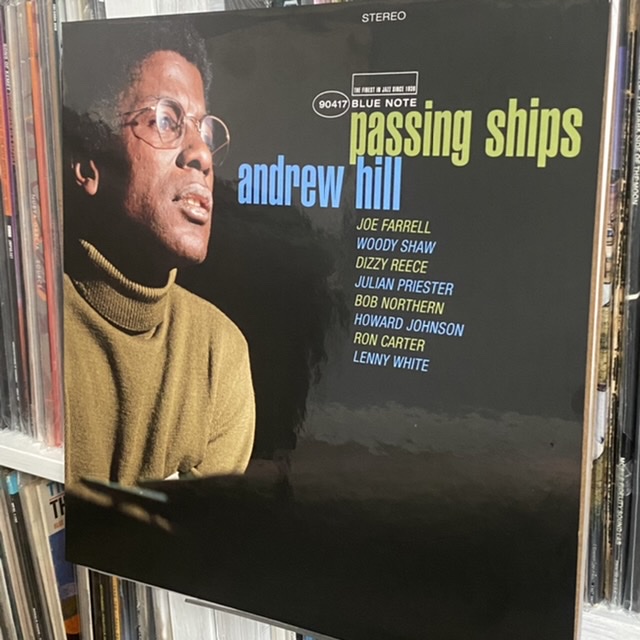 STEREO
THE FINEST IN JAZZ SINCE 1939
90417 BLUE NOTE
passing ships
andrew hill
JOE FARRELL
WOODY SHAW
DIZZY REECE
JULIAN PRIESTER
BOB NORTHERN
HOWARD JOHNSON
RON CARTER
LENNY WHITE